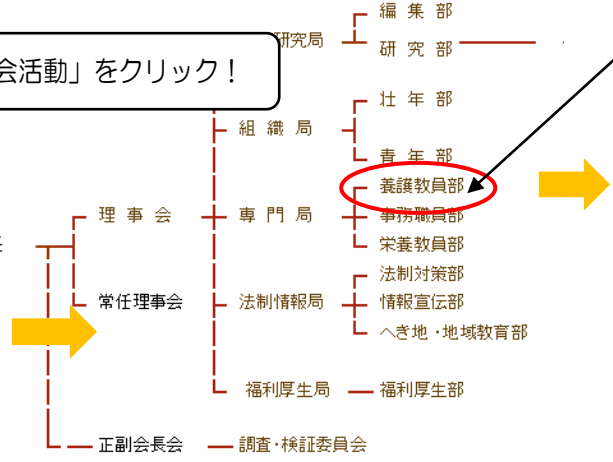 編集部
研究局
研究部
会活動」をクリック！
壮年部
組織局
青年部
養護教員部
理事会
専門局
事務職員部
栄養教員部
法制対策部
常任理事会
法制情報局
情報宣伝部
へき地・地域教育部
福利厚生局
福利厚生部
正副会長会
調査・検証委員会